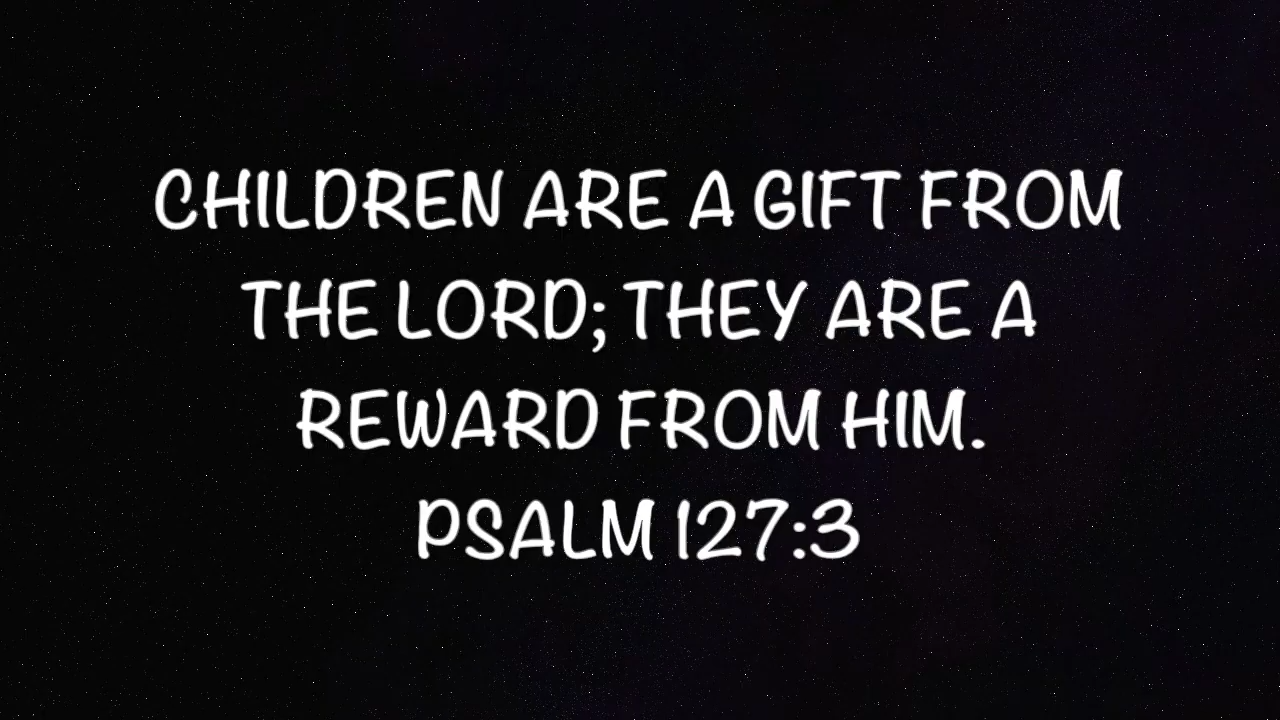 CHILDREN ARE A GIFT FROM
THE LORD; THEY ARE A
REWARD FROM HIM.
PSALM 127:3